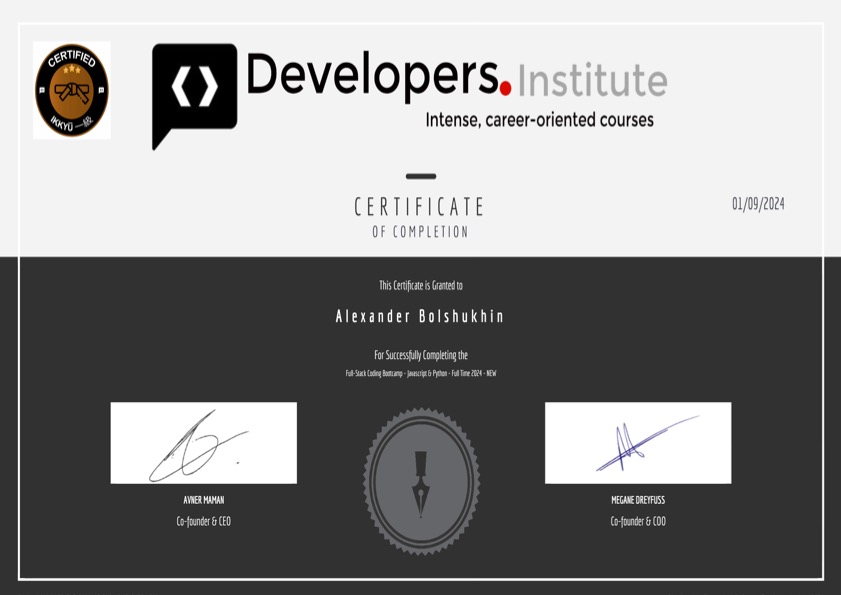 CERTIFIED
IKKYŪ
Developers.Institute
Intense, career-oriented courses
CERTIFICATE
OF COMPLETION
01/09/2024
This Certificate is Granted to
Alexander Bolshukhin
For Successfully Completing the
Full-Stack Coding Bootcamp - Javascript & Python - Full Time 2024 - NEW
AVNER MAMAN
Co-founder & CEO
MEGANE DREYFUSS
Co-founder & COO